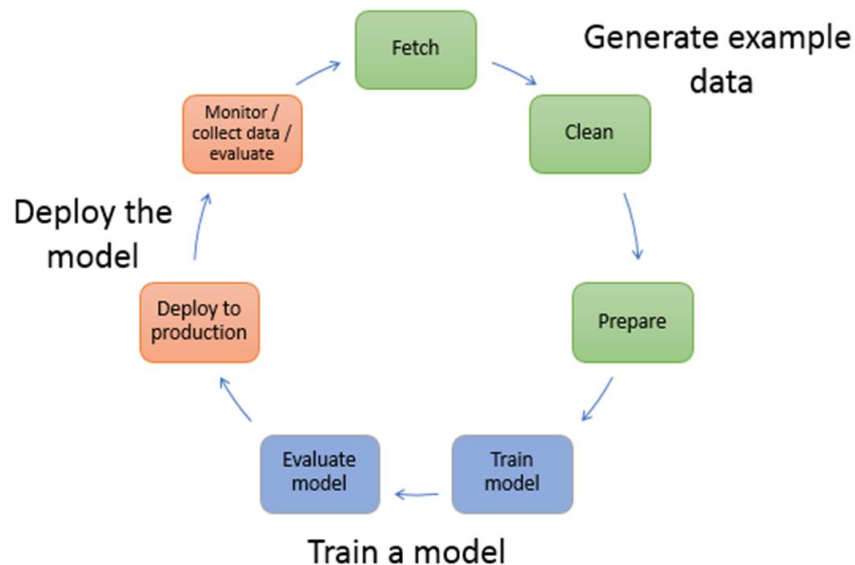 Fetch
Generate example
data
Clean
Prepare
Train
model
Train a model
Evaluate
model
Deploy to
production
Deploy the
model
Monitor /
collect data /
evaluate